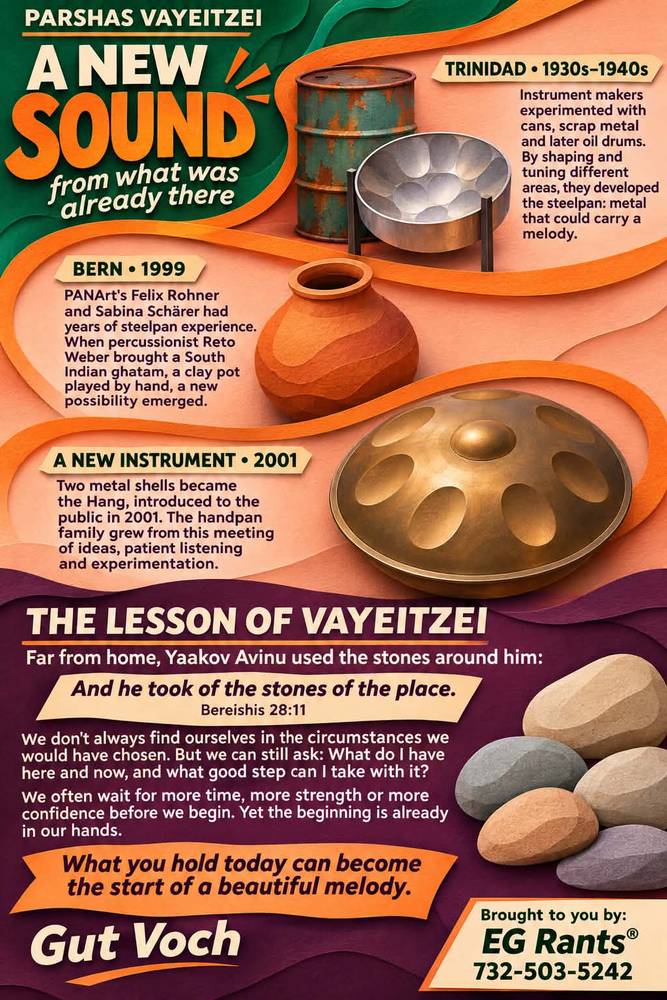 PARSHAS VAYEITZEI
A NEW
SOUND
from what was
already there
TRINIDAD • 1930s–1940s
Instrument makers
experimented with
cans, scrap metal
and later oil drums.
By shaping and
tuning different
areas, they developed
the steelpan: metal
that could carry a
melody.
BERN • 1999
PANArt's Felix Rohner
and Sabina Schärer had
years of steelpan experience.
When percussionist Reto
Weber brought a South
Indian ghatam, a clay pot
played by hand, a new
possibility emerged.
A NEW INSTRUMENT • 2001
Two metal shells became
the Hang, introduced to the
public in 2001. The handpan
family grew from this meeting
of ideas, patient listening
and experimentation.
THE LESSON OF VAYEITZEI
Far from home, Yaakov Avinu used the stones around him:
And he took of the stones of the place.
Bereishis 28:11
We don't always find ourselves in the circumstances we
would have chosen. But we can still ask: What do I have
here and now, and what good step can I take with it?
We often wait for more time, more strength or more
confidence before we begin. Yet the beginning is already
in our hands.
What you hold today can become
the start of a beautiful melody.
Gut Voch
Brought to you by:
EG Rants®
732-503-5242